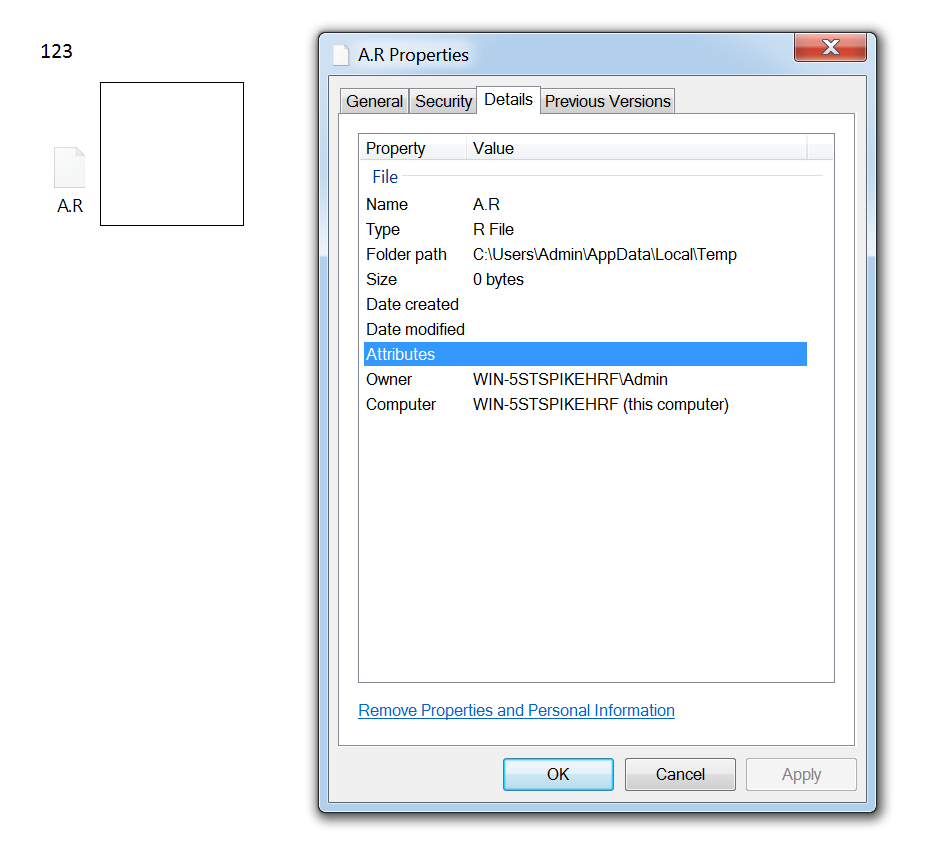 123
A.R
A.R Properties
General Security Details Previous Versions
Property Value
File
Name A.R
Type R File
Folder path C:\Users\Admin\AppData\Local\Temp
Size 0 bytes
Date created
Date modified
Attributes
Owner WIN-5STSPIKEHRF\Admin
Computer WIN-5STSPIKEHRF (this computer)
Remove Properties and Personal Information
OK Cancel Apply